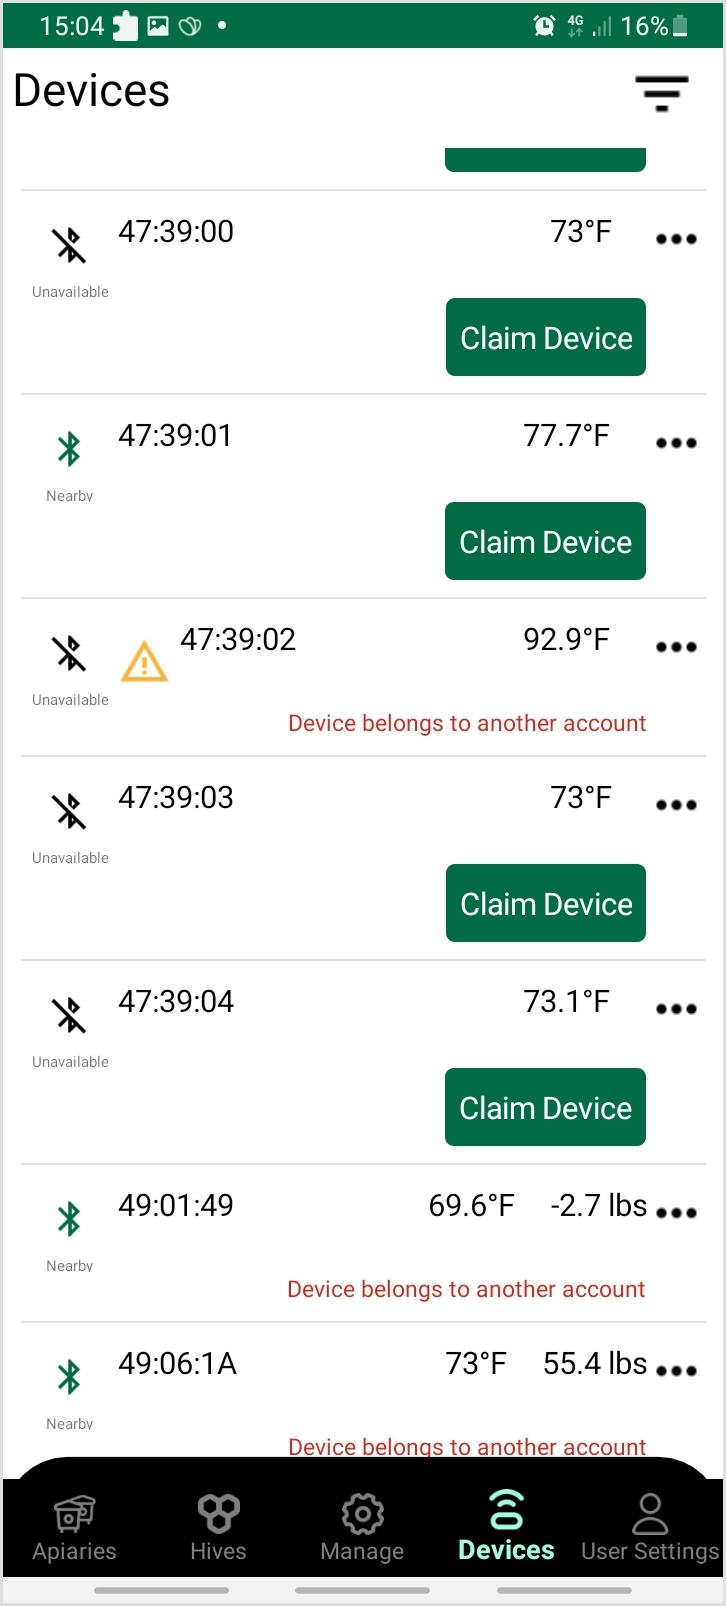 15:04 4G 16%
Devices
47:39:00 73°F
Unavailable
Claim Device
47:39:01 77.7°F
Nearby
Claim Device
47:39:02 92.9°F
Unavailable
Device belongs to another account
47:39:03 73°F
Unavailable
Claim Device
47:39:04 73.1°F
Unavailable
Claim Device
49:01:49 69.6°F -2.7 lbs
Nearby
Device belongs to another account
49:06:1A 73°F 55.4 lbs
Nearby
Device belongs to another account
Apiaries Hives Manage Devices User Settings